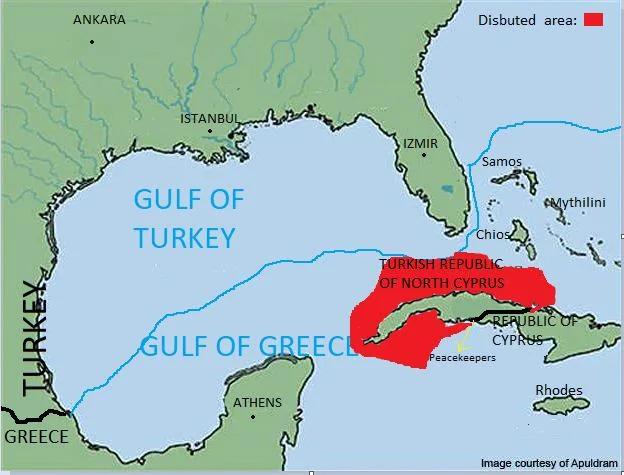 ANKARA
Disbuted area:
ISTANBUL
IZMIR
Samos
GULF OF
TURKEY
Mythilini
Chios
TURKISH REPUBLIC
OF NORTH CYPRUS
TURKEY
REPUBLIC OF
CYPRUS
GULF OF GREECE
Peacekeepers
Rhodes
ATHENS
GREECE
Image courtesy of Apuldram